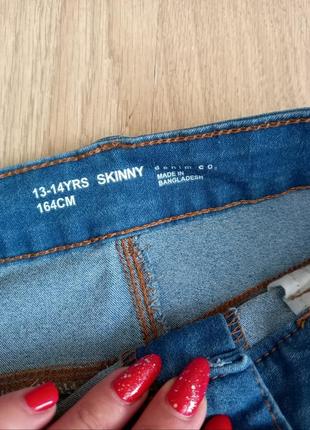 13-14YRS SKINNY
164CM
denim co.
MADE IN
BANGLADESH